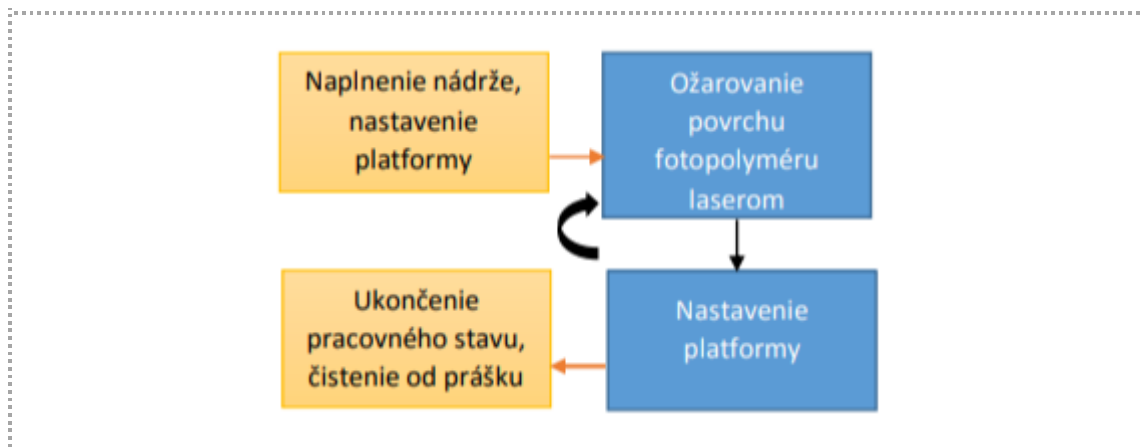 Naplnenie nádrže,
nastavenie
platformy
Ožarovanie
povrchu
fotopolyméru
laserom
Ukončenie
pracovného stavu,
čistenie od prášku
Nastavenie
platformy